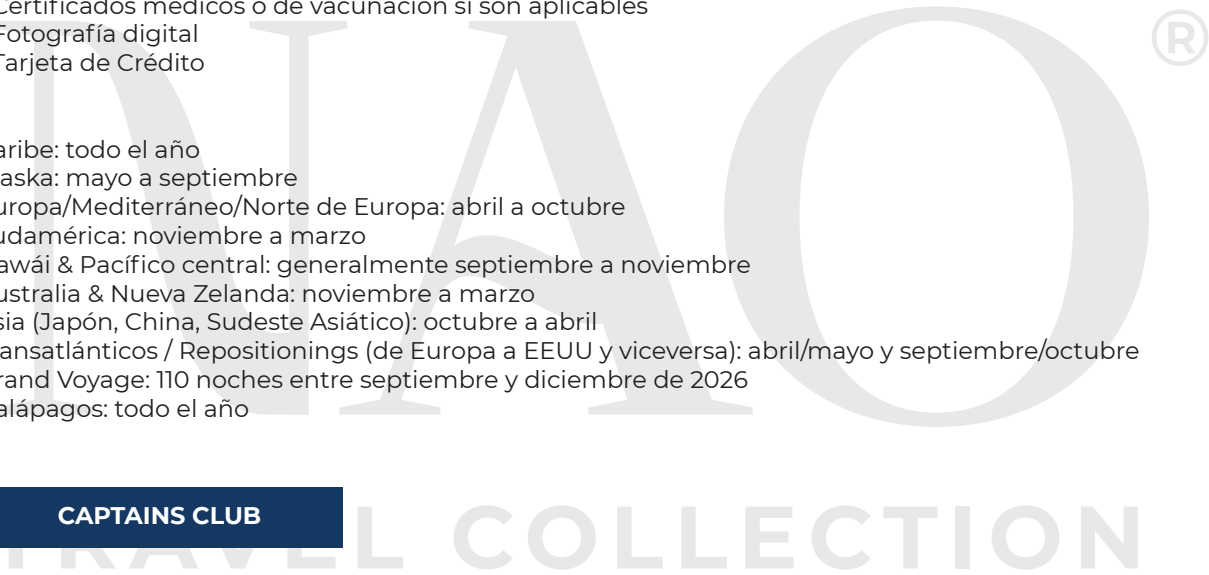 Certificados médicos o de vacunación si son aplicables
Fotografía digital
Tarjeta de Crédito
aribe: todo el año
aska: mayo a septiembre
uropa/Mediterráneo/Norte de Europa: abril a octubre
udamérica: noviembre a marzo
awái & Pacífico central: generalmente septiembre a noviembre
ustralia & Nueva Zelanda: noviembre a marzo
sia (Japón, China, Sudeste Asiático): octubre a abril
ansatlánticos / Repositionings (de Europa a EEUU y viceversa): abril/mayo y septiembre/octubre
rand Voyage: 110 noches entre septiembre y diciembre de 2026
alápagos: todo el año
CAPTAINS CLUB
NAO®
TRAVEL COLLECTION